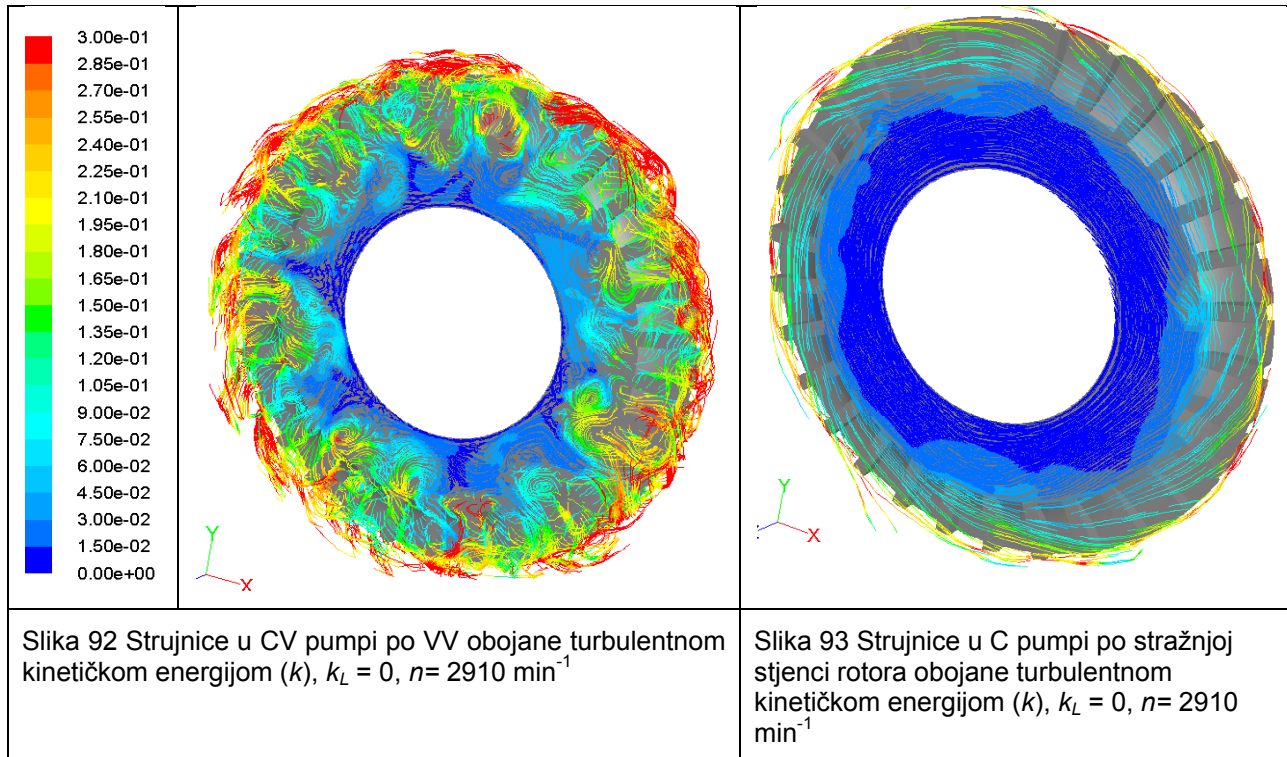 3.00e-01
2.85e-01
2.70e-01
2.55e-01
2.40e-01
2.25e-01
2.10e-01
1.95e-01
1.80e-01
1.65e-01
1.50e-01
1.35e-01
1.20e-01
1.05e-01
9.00e-02
7.50e-02
6.00e-02
4.50e-02
3.00e-02
1.50e-02
0.00e+00
Y
X
Y
X
Slika 92 Strujnice u CV pumpi po VV obojane turbulentnom
kinetičkom energijom (k), kL = 0, n= 2910 min-1
Slika 93 Strujnice u C pumpi po stražnjoj
stjenci rotora obojane turbulentnom
kinetičkom energijom (k), kL = 0, n= 2910
min-1